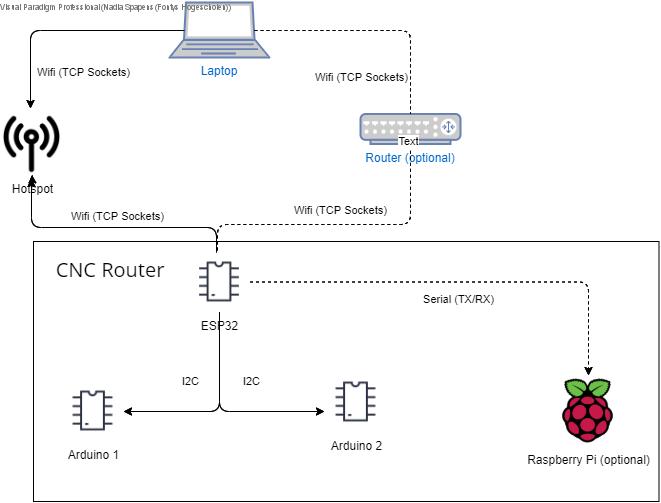 Visual Paradigm Professional(Nadia Spapens (Fontys Hogescholen))
Laptop
Wifi (TCP Sockets)
Wifi (TCP Sockets)
Text
Router (optional)
Hotspot
Wifi (TCP Sockets)
Wifi (TCP Sockets)
CNC Router
Serial (TX/RX)
ESP32
I2C
I2C
Arduino 1
Arduino 2
Raspberry Pi (optional)